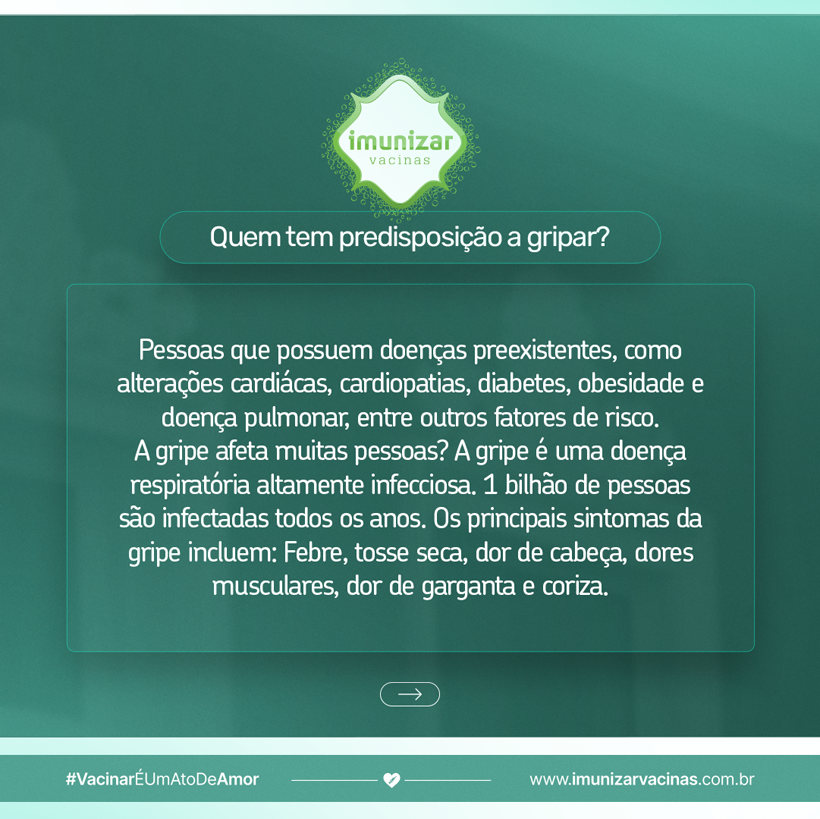 imunizar
vacinas
Quem tem predisposição a gripar?
Pessoas que possuem doenças preexistentes, como
alterações cardiácas, cardiopatias, diabetes, obesidade e
doença pulmonar, entre outros fatores de risco.
A gripe afeta muitas pessoas? A gripe é uma doença
respiratória altamente infecciosa. 1 bilhão de pessoas
são infectadas todos os anos. Os principais sintomas da
gripe incluem: Febre, tosse seca, dor de cabeça, dores
musculares, dor de garganta e coriza.
#VacinarÉUmAtoDeAmor
www.imunizarvacinas.com.br